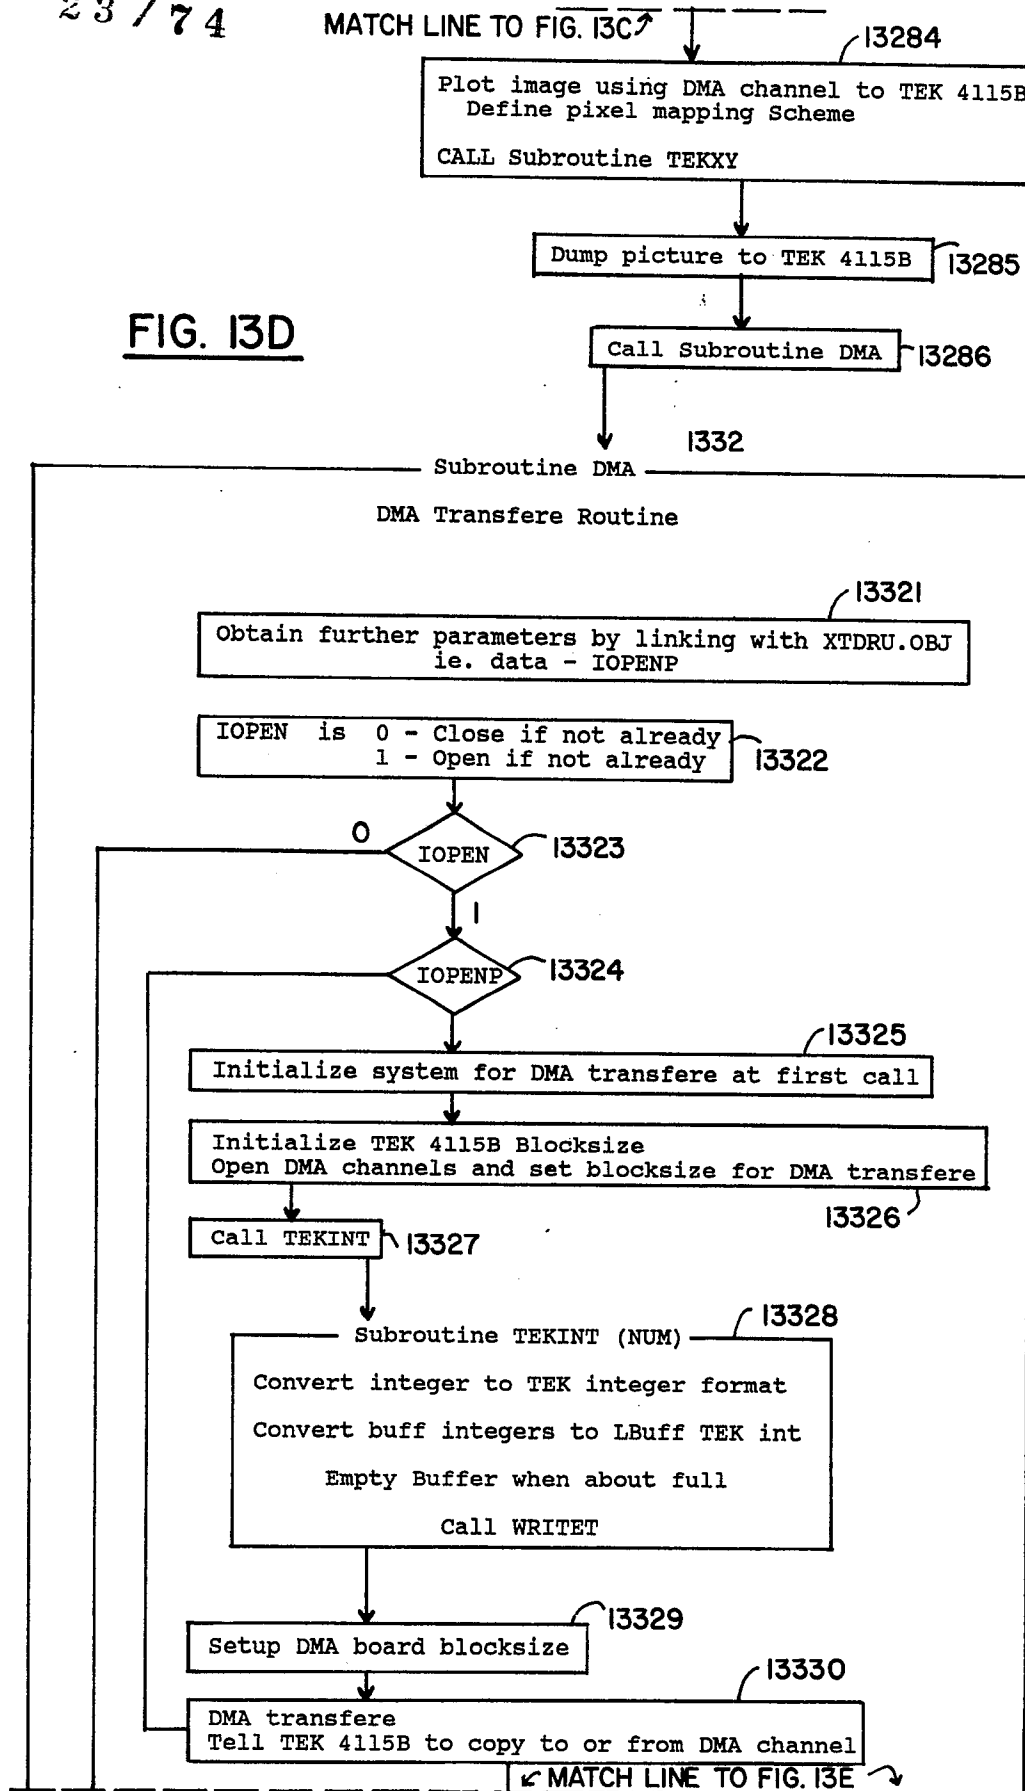 23/74
MATCH LINE TO FIG. 13C
13284
Plot image using DMA channel to TEK 4115B
Define pixel mapping Scheme
CALL Subroutine TEKXY
Dump picture to TEK 4115B
13285
FIG. 13D
Call Subroutine DMA
13286
1332
Subroutine DMA
DMA Transfere Routine
13321
Obtain further parameters by linking with XTDRU.OBJ
ie. data - IOPENP
IOPEN is 0 - Close if not already
1 - Open if not already
13322
0
IOPEN
13323
1
IOPENP
13324
13325
Initialize system for DMA transfere at first call
Initialize TEK 4115B Blocksize
Open DMA channels and set blocksize for DMA transfere
13326
Call TEKINT
13327
13328
Subroutine TEKINT (NUM)
Convert integer to TEK integer format
Convert buff integers to LBuff TEK int
Empty Buffer when about full
Call WRITET
13329
Setup DMA board blocksize
13330
DMA transfere
Tell TEK 4115B to copy to or from DMA channel
MATCH LINE TO FIG. 13E